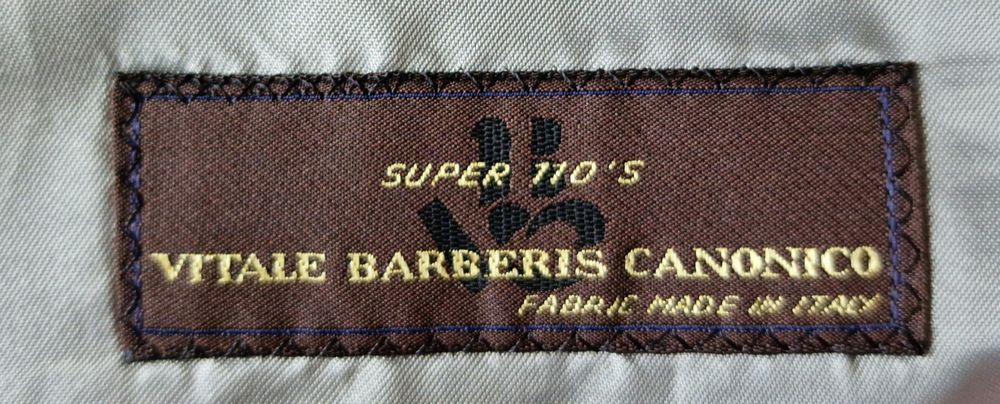 SUPER 110'S
VITALE BARBERIS CANONICO
FABRIC MADE IN ITALY